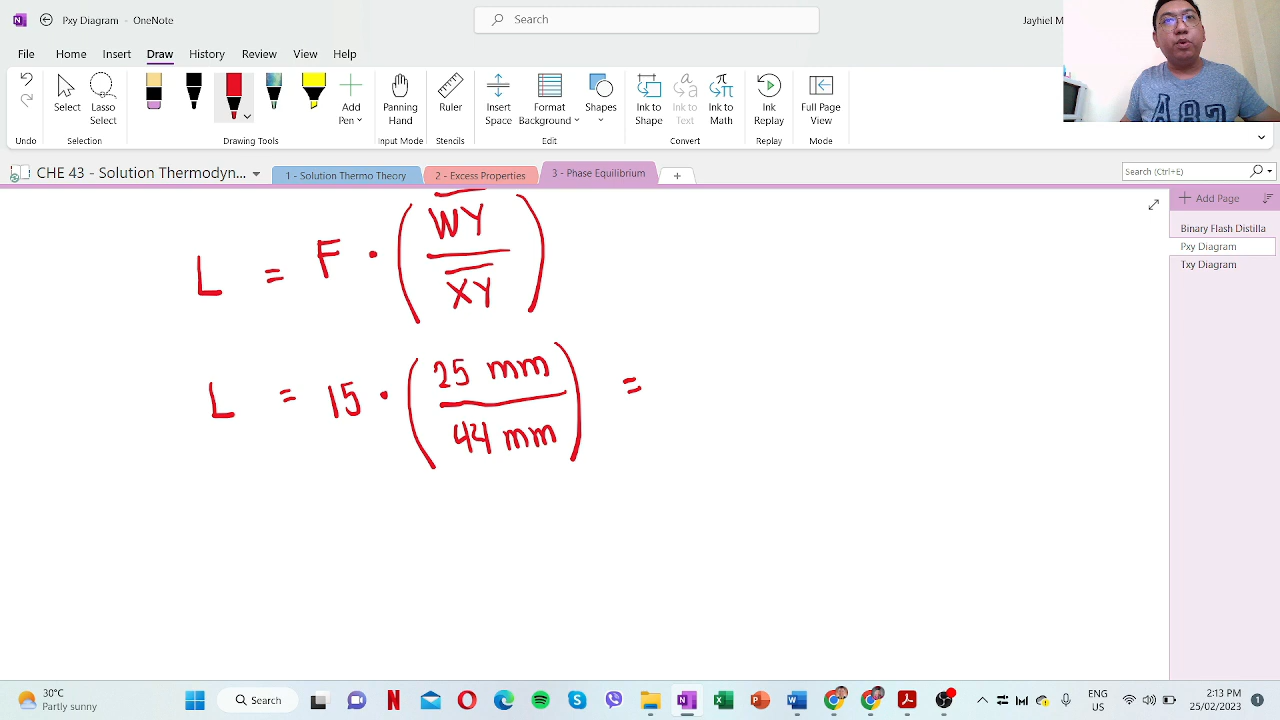 Pxy Diagram - OneNote
Search
Jayhiel M
File Home Insert Draw History Review View Help
Undo
Select
Lasso Select
Selection
Add Pen
Drawing Tools
Panning Hand
Input Mode
Ruler
Stencils
Insert Space
Format Background
Shapes
Edit
Ink to Shape
Ink to Text
Ink to Math
Convert
Ink Replay
Replay
Full Page View
Mode
CHE 43 - Solution Thermodyn... 1 - Solution Thermo Theory 2 - Excess Properties 3 - Phase Equilibrium +
Search (Ctrl+E)
Add Page
Binary Flash Distilla
Pxy Diagram
Txy Diagram
L = F · (WY / XY)
L = 15 · (25 mm / 44 mm) =
A87
30°C
Partly sunny
Search
ENG
US
2:13 PM
25/02/2023
1